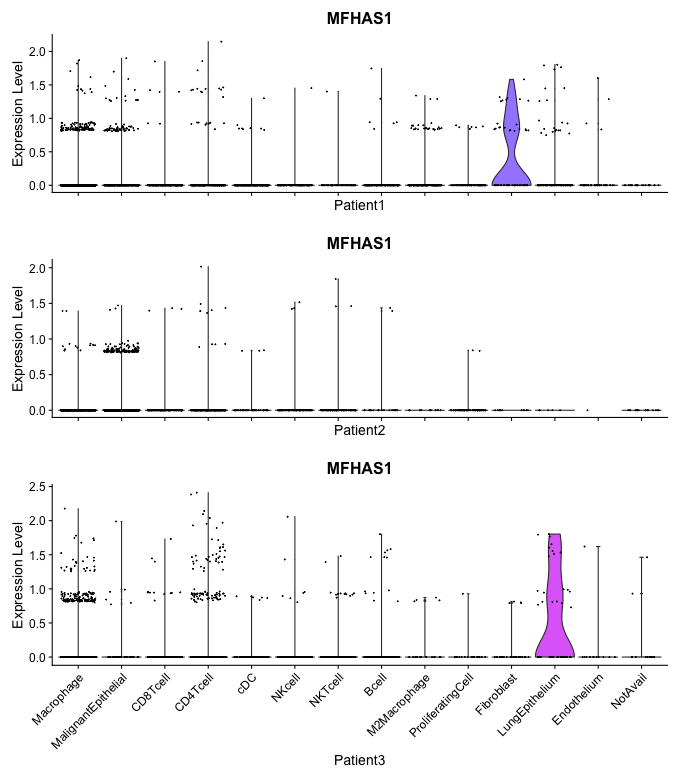 MFHAS1
Expression Level
2.0
1.5
1.0
0.5
0.0
Patient1
MFHAS1
Expression Level
2.0
1.5
1.0
0.5
0.0
Patient2
MFHAS1
Expression Level
2.5
2.0
1.5
1.0
0.5
0.0
Macrophage
MalignantEpithelial
CD8Tcell
CD4Tcell
cDC
NKcell
NKTcell
Bcell
M2Macrophage
ProliferatingCell
Fibroblast
LungEpithelium
Endothelium
NotAvail
Patient3